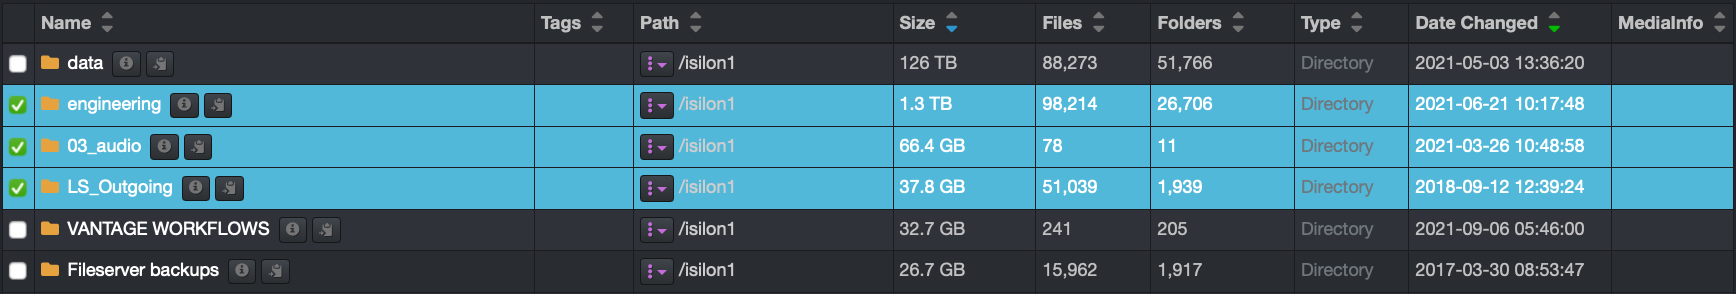 Name Tags Path Size Files Folders Type Date Changed MediaInfo
data /isilon1 126 TB 88,273 51,766 Directory 2021-05-03 13:36:20
engineering /isilon1 1.3 TB 98,214 26,706 Directory 2021-06-21 10:17:48
03_audio /isilon1 66.4 GB 78 11 Directory 2021-03-26 10:48:58
LS_Outgoing /isilon1 37.8 GB 51,039 1,939 Directory 2018-09-12 12:39:24
VANTAGE WORKFLOWS /isilon1 32.7 GB 241 205 Directory 2021-09-06 05:46:00
Fileserver backups /isilon1 26.7 GB 15,962 1,917 Directory 2017-03-30 08:53:47